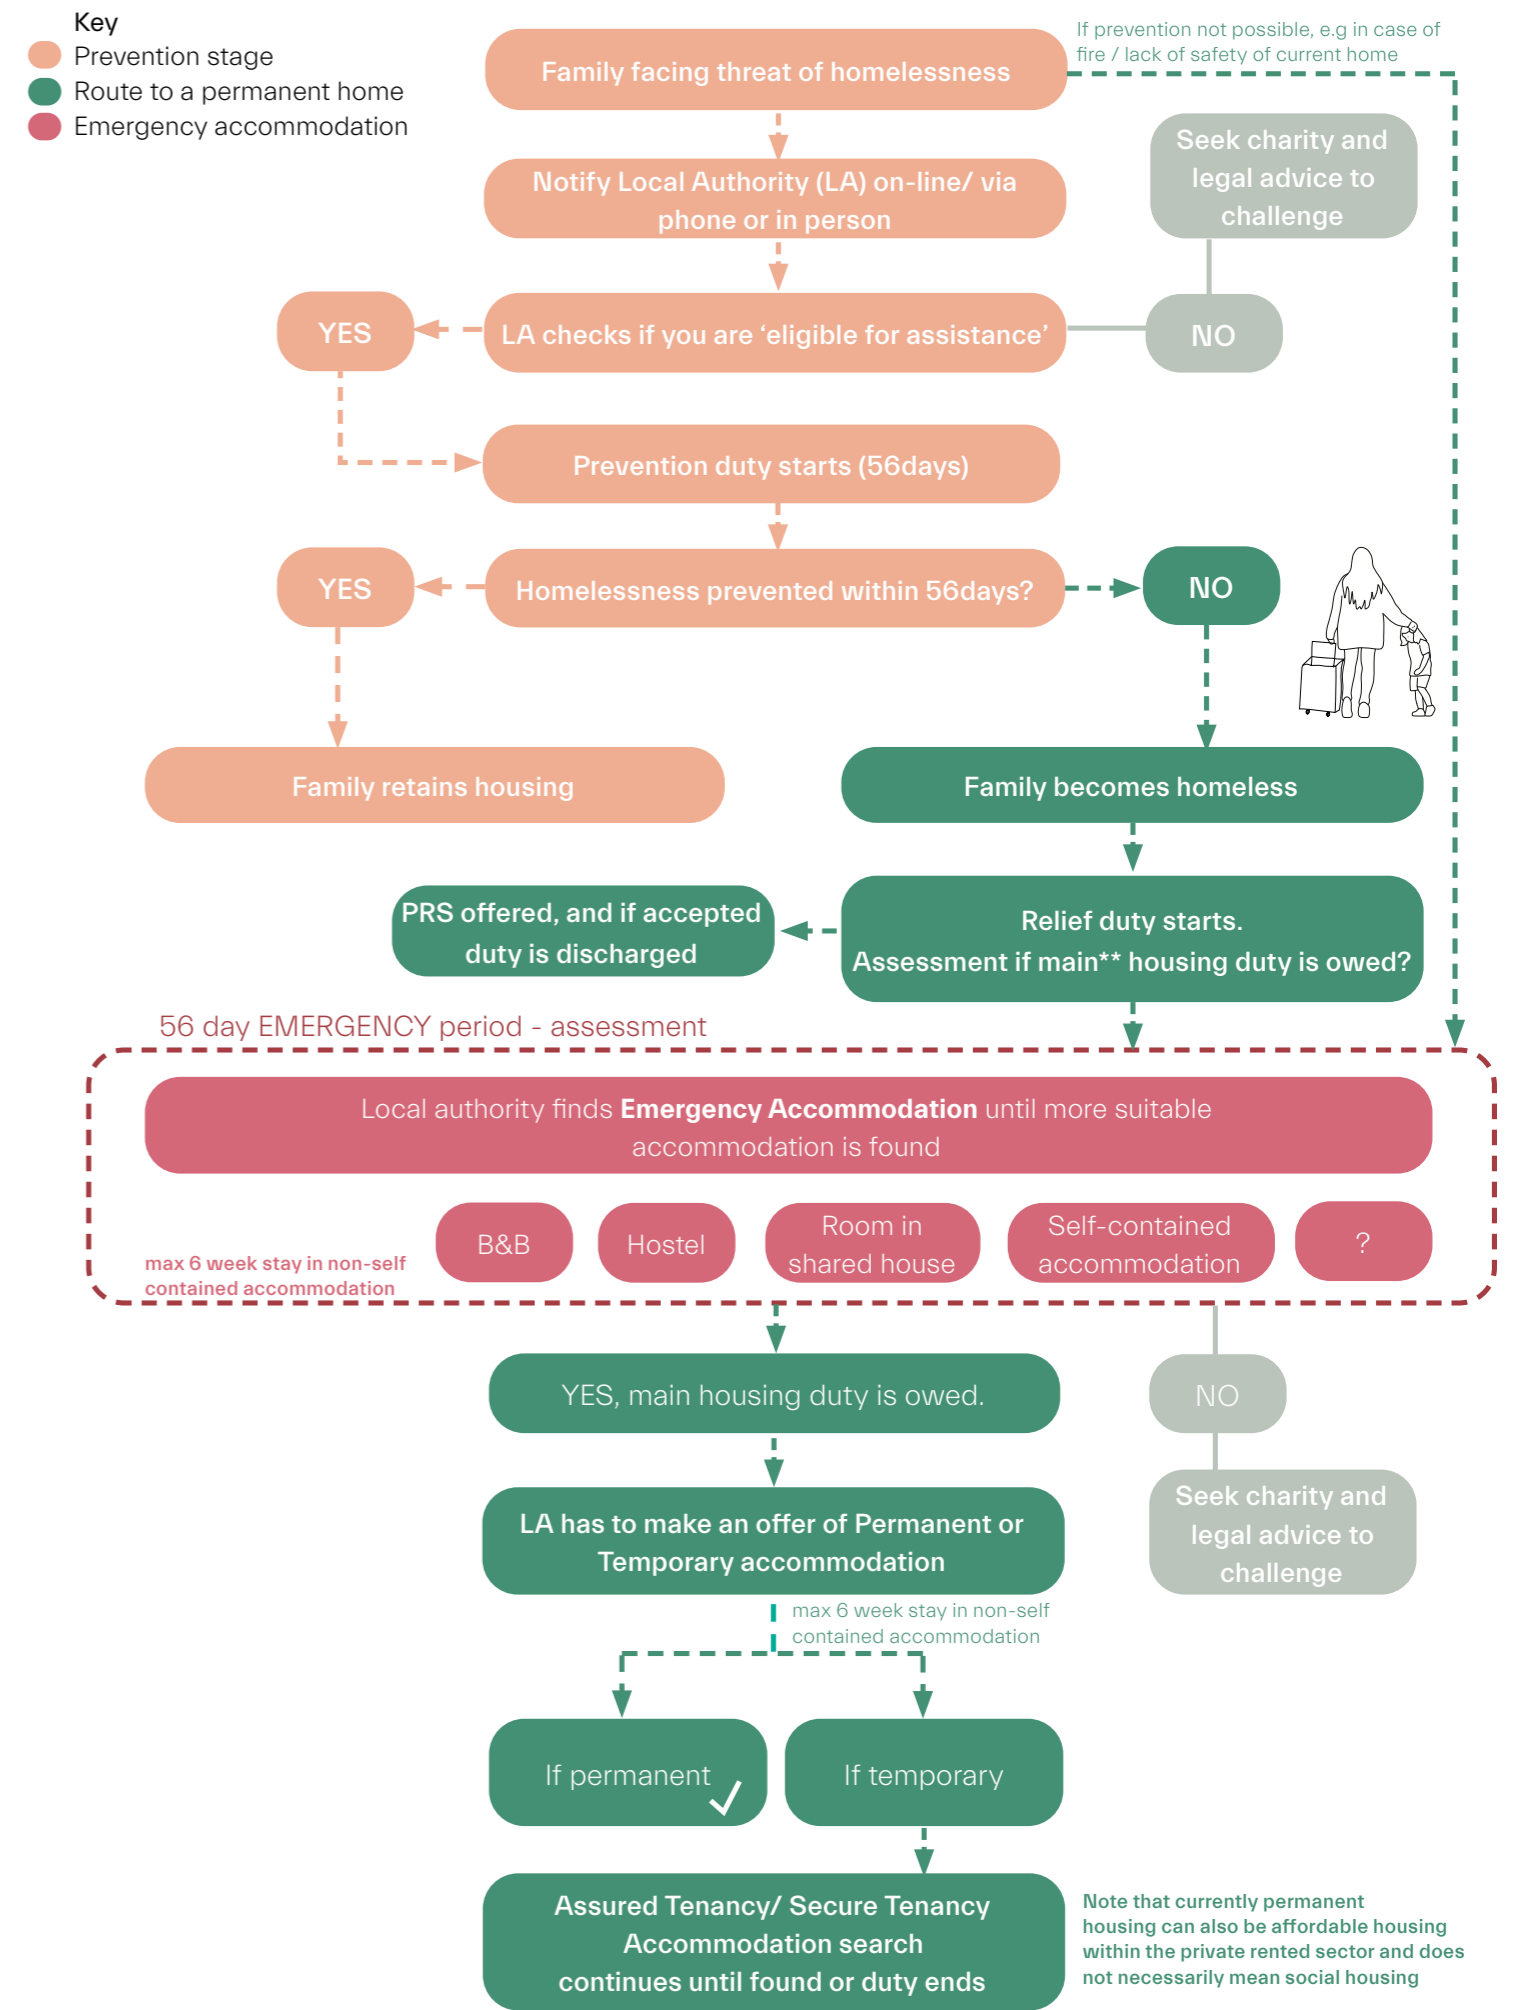 Key
Prevention stage
Route to a permanent home
Emergency accommodation
Family facing threat of homelessness
If prevention not possible, e.g in case of
fire / lack of safety of current home
Notify Local Authority (LA) on-line/ via
phone or in person
Seek charity and
legal advice to
challenge
YES
LA checks if you are ‘eligible for assistance’
NO
Prevention duty starts (56days)
YES
Homelessness prevented within 56days?
NO
Family retains housing
Family becomes homeless
PRS offered, and if accepted
duty is discharged
Relief duty starts.
Assessment if main** housing duty is owed?
56 day EMERGENCY period - assessment
Local authority finds Emergency Accommodation until more suitable
accommodation is found
B&B
Hostel
Room in
shared house
Self-contained
accommodation
?
max 6 week stay in non-self
contained accommodation
YES, main housing duty is owed.
NO
LA has to make an offer of Permanent or
Temporary accommodation
Seek charity and
legal advice to
challenge
max 6 week stay in non-self
contained accommodation
If permanent
If temporary
Assured Tenancy/ Secure Tenancy
Accommodation search
continues until found or duty ends
Note that currently permanent
housing can also be affordable housing
within the private rented sector and does
not necessarily mean social housing